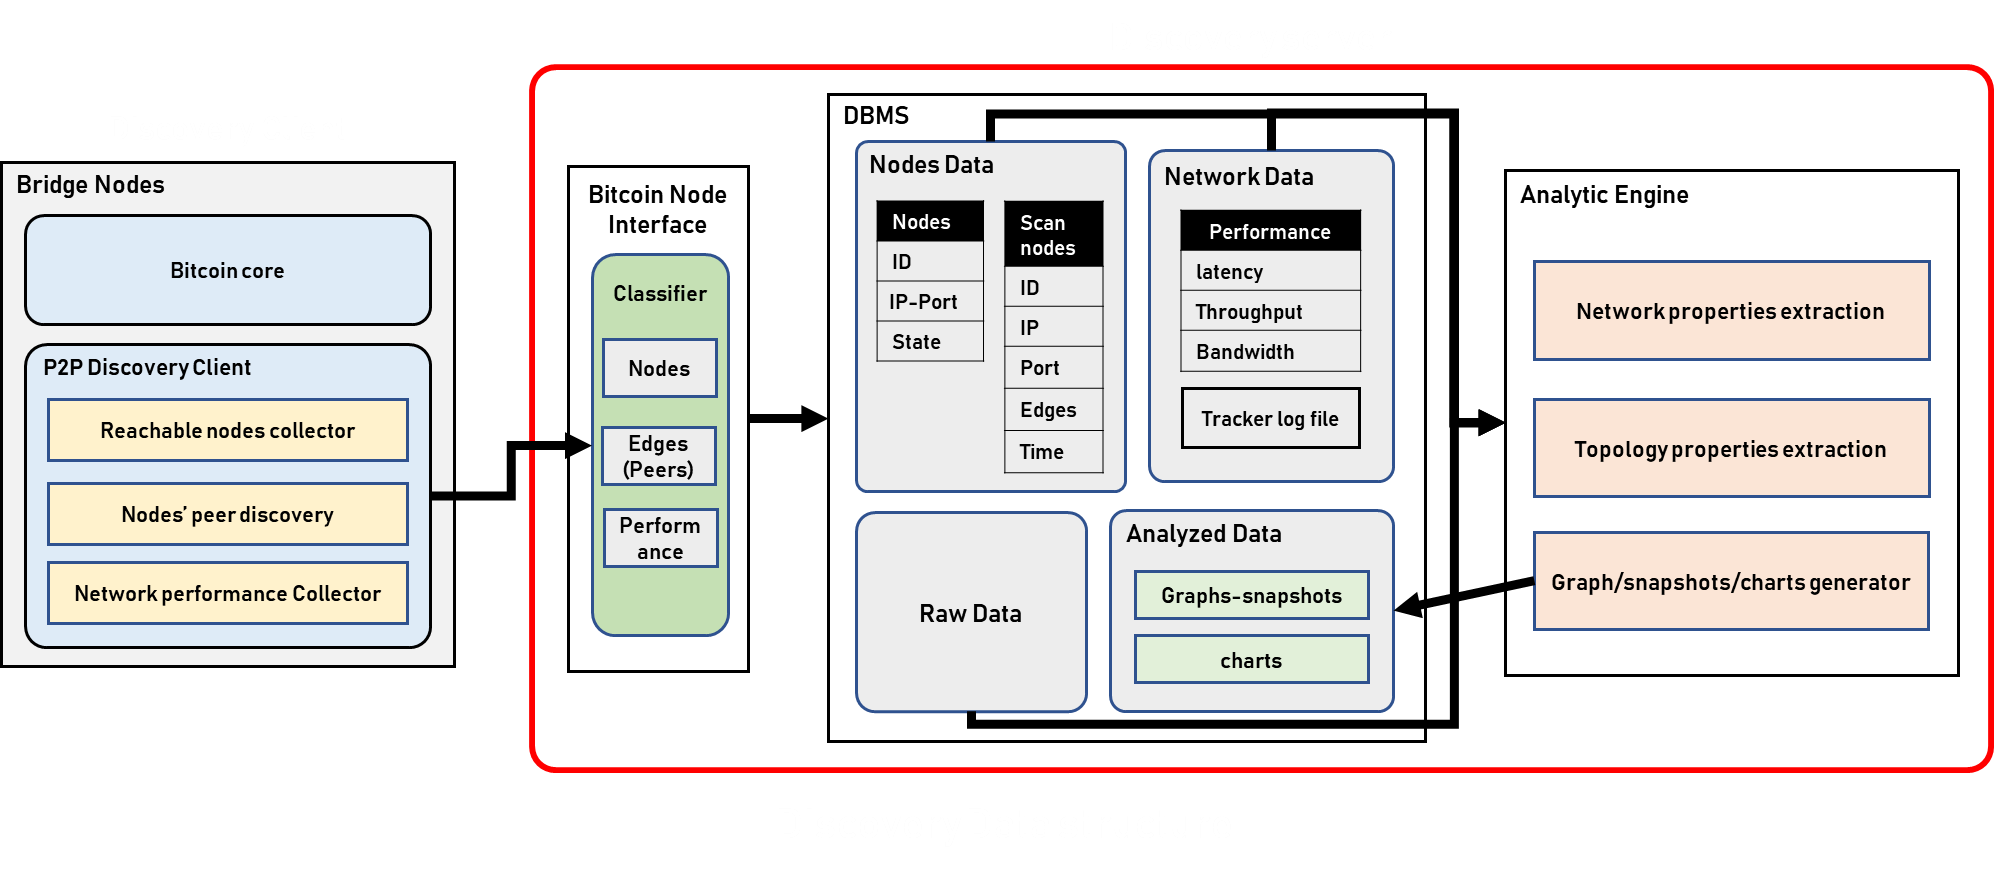 Bridge Nodes
Bitcoin core
P2P Discovery Client
Reachable nodes collector
Nodes’ peer discovery
Network performance Collector
Bitcoin Node
Interface
Classifier
Nodes
Edges
(Peers)
Perform
ance
DBMS
Nodes Data
Nodes
ID
IP-Port
State
Scan
nodes
ID
IP
Port
Edges
Time
Network Data
Performance
latency
Throughput
Bandwidth
Tracker log file
Raw Data
Analyzed Data
Graphs-snapshots
charts
Analytic Engine
Network properties extraction
Topology properties extraction
Graph/snapshots/charts generator